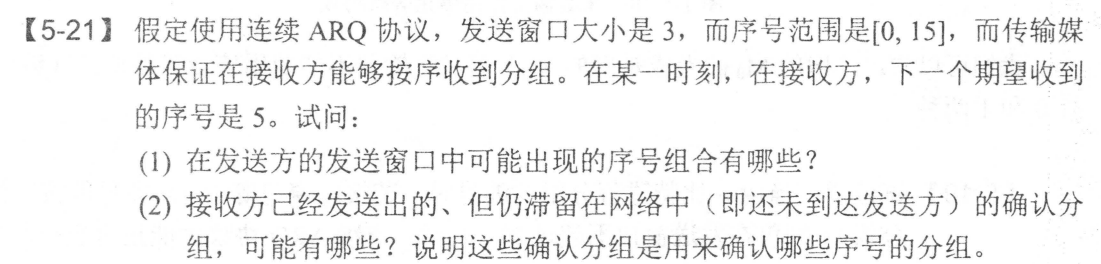 【5-21】 假定使用连续 ARQ 协议，发送窗口大小是 3，而序号范围是[0, 15]，而传输媒
体保证在接收方能够按序收到分组。在某一时刻，在接收方，下一个期望收到
的序号是 5。试问：
(1) 在发送方的发送窗口中可能出现的序号组合有哪些？
(2) 接收方已经发送出的、但仍滞留在网络中（即还未到达发送方）的确认分
组，可能有哪些？说明这些确认分组是用来确认哪些序号的分组。